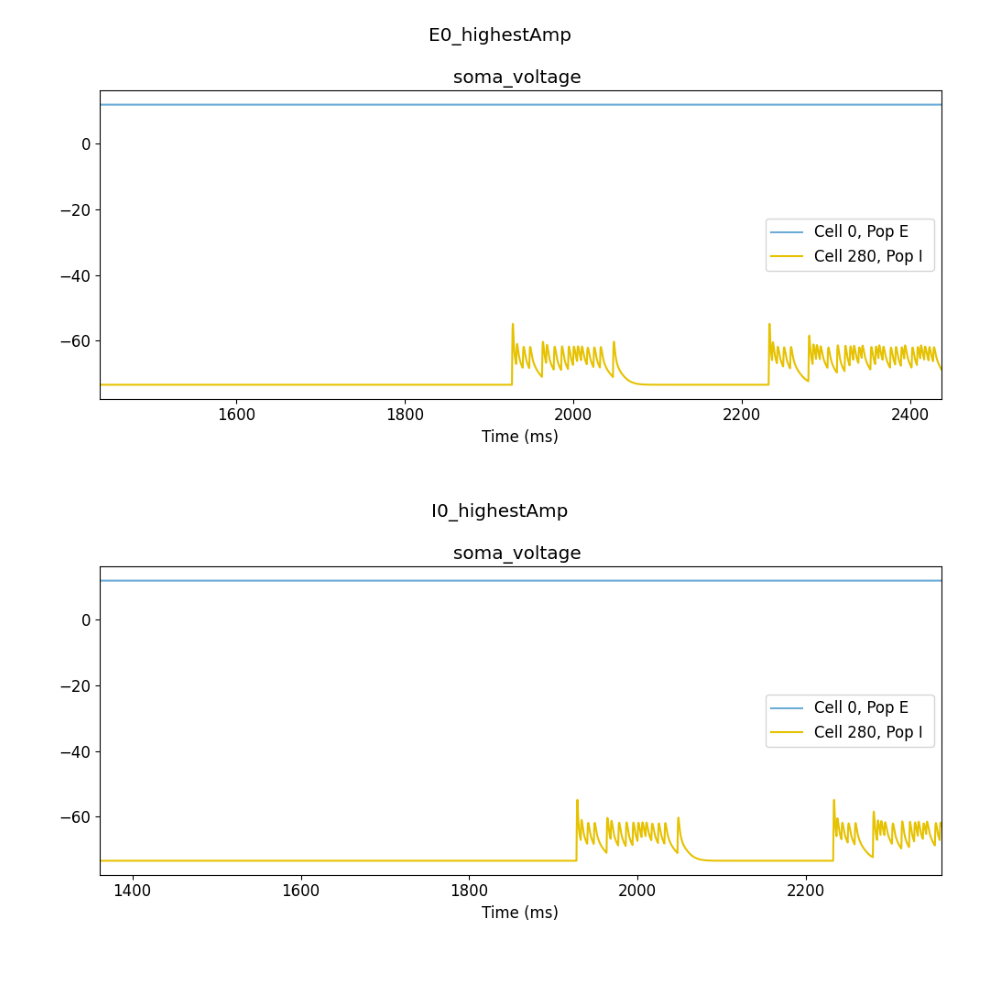 E0_highestAmp
soma_voltage
0
−20
−40
−60
Cell 0, Pop E
Cell 280, Pop I
1600 1800 2000 2200 2400
Time (ms)
I0_highestAmp
soma_voltage
0
−20
−40
−60
Cell 0, Pop E
Cell 280, Pop I
1400 1600 1800 2000 2200
Time (ms)